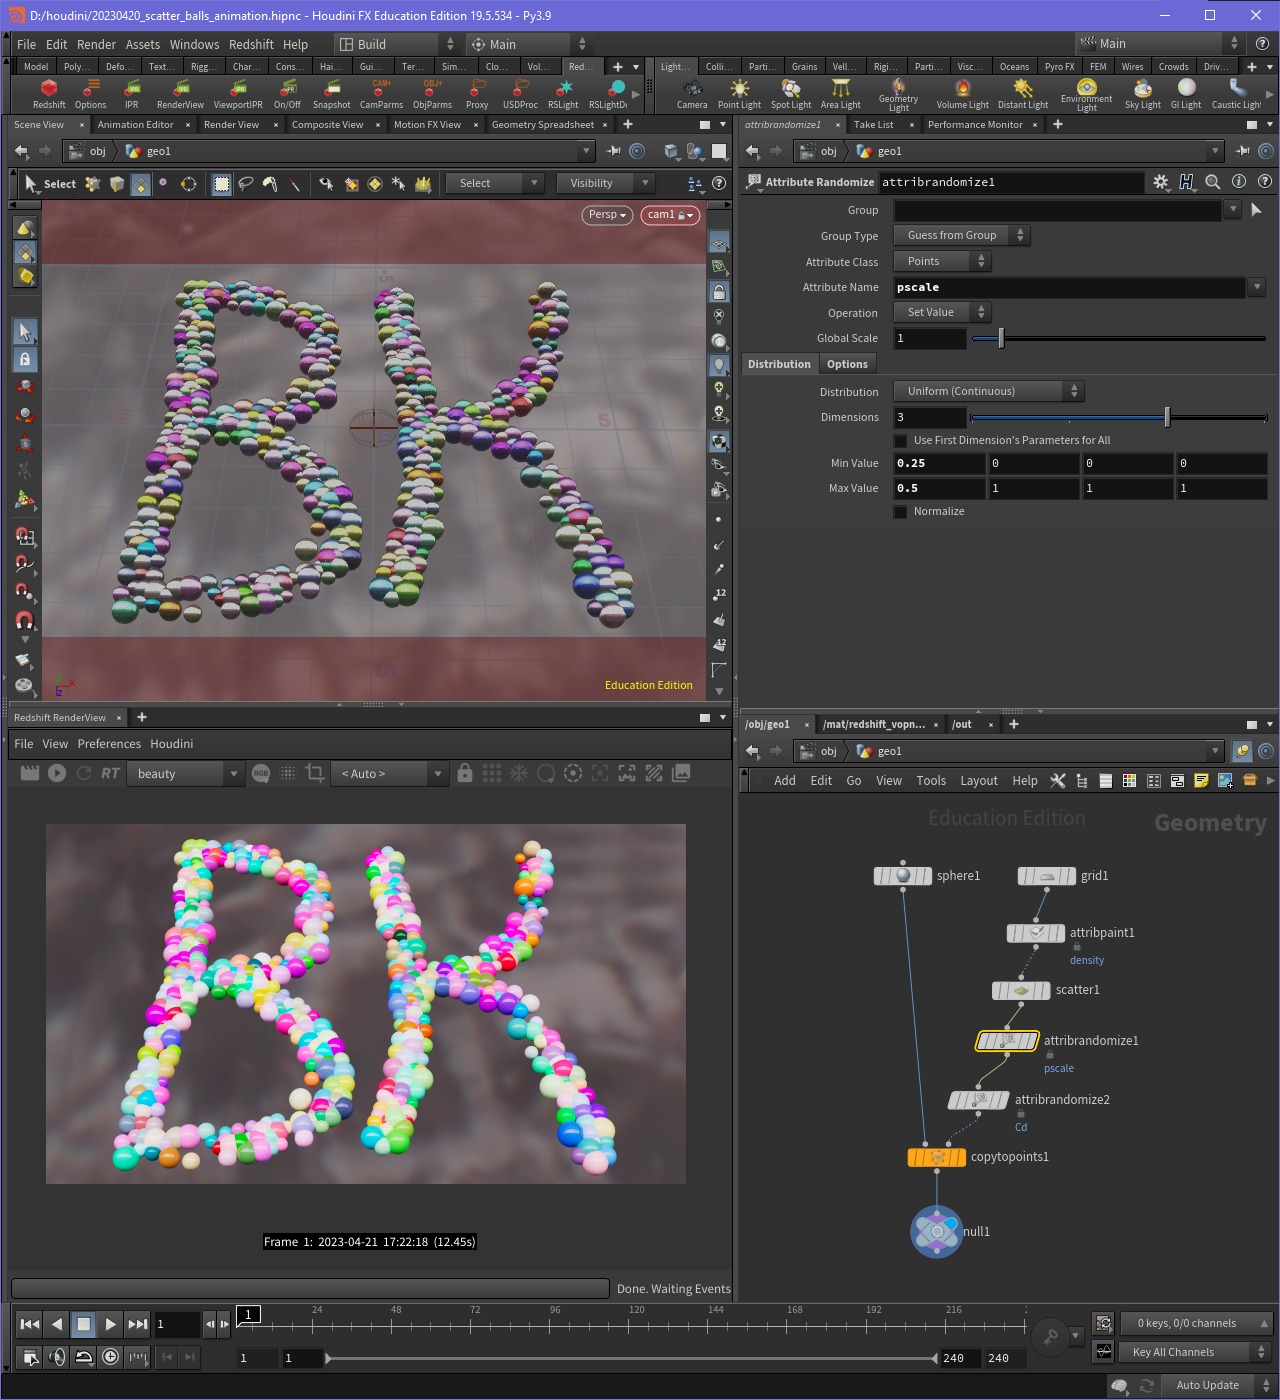 D:/houdini/20230420_scatter_balls_animation.hipnc - Houdini FX Education Edition 19.5.534 - Py3.9
File Edit Render Assets Windows Redshift Help Build Main Main
Model Poly... Defo... Text... Rigg... Char... Cons... Hai... Gui... Ter... Sim... Clo... Vol... Red...
Light... Colli... Parti... Grains Vell... Rigi... Parti... Visc... Oceans Pyro FX FEM Wires Crowds Driv...
Redshift Options IPR RenderView ViewportIPR On/Off Snapshot CamParms ObjParms Proxy USDProc RSLight
Camera Point Light Spot Light Area Light Geometry Light Volume Light Distant Light Environment Light Sky Light GI Light Caustic Light
Scene View Animation Editor Render View Composite View Motion FX View Geometry Spreadsheet
attribrandomize1 Take List Performance Monitor
obj geo1
obj geo1
Select Select Visibility
Attribute Randomize attribrandomize1
Persp cam1
Group
Group Type Guess from Group
Attribute Class Points
Attribute Name pscale
Operation Set Value
Global Scale 1
Distribution Options
Distribution Uniform (Continuous)
Dimensions 3
Use First Dimension's Parameters for All
Min Value 0.25 0 0 0
Max Value 0.5 1 1 1
Normalize
5
BK
Education Edition
Redshift RenderView
File View Preferences Houdini
RT beauty RGB < Auto >
BK
Frame 1: 2023-04-21 17:22:18 (12.45s)
Done. Waiting Events
/obj/geo1 /mat/redshift_vopn... /out
obj geo1
Add Edit Go View Tools Layout Help
Education Edition Geometry
sphere1 grid1
attribpaint1
density
scatter1
attribrandomize1
pscale
attribrandomize2
Cd
copytopoints1
null1
1 1 24 48 72 96 120 144 168 192 216
0 keys, 0/0 channels
1 1 240 240
Key All Channels
Auto Update